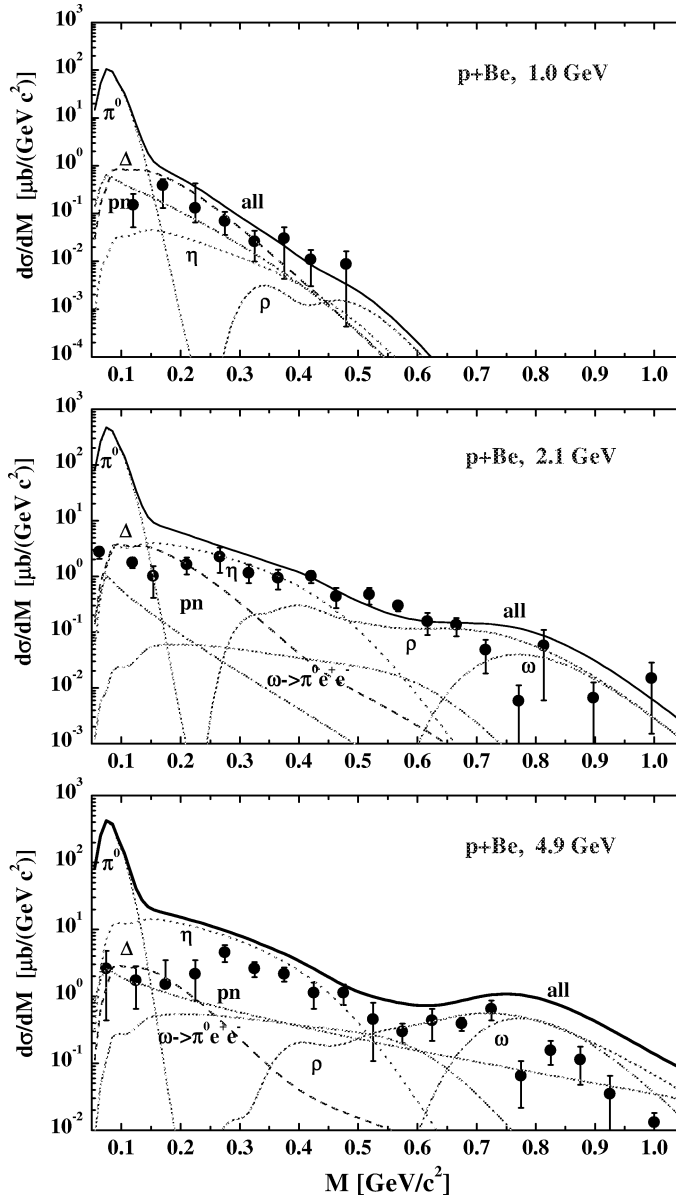 p+Be, 1.0 GeV
dσ/dM [μb/(GeV c²)]
10³
10²
10¹
10⁰
10⁻¹
10⁻²
10⁻³
10⁻⁴
π⁰
Δ
pn
all
η
ρ
0.1 0.2 0.3 0.4 0.5 0.6 0.7 0.8 0.9 1.0
p+Be, 2.1 GeV
dσ/dM [μb/(GeV c²)]
10³
10²
10¹
10⁰
10⁻¹
10⁻²
10⁻³
π⁰
Δ
η
pn
all
ρ
ω
ω->π⁰e⁺e⁻
0.1 0.2 0.3 0.4 0.5 0.6 0.7 0.8 0.9 1.0
p+Be, 4.9 GeV
dσ/dM [μb/(GeV c²)]
10³
10²
10¹
10⁰
10⁻¹
10⁻²
π⁰
η
Δ
pn
all
ω->π⁰e⁺e⁻
ω
ρ
0.1 0.2 0.3 0.4 0.5 0.6 0.7 0.8 0.9 1.0
M [GeV/c²]